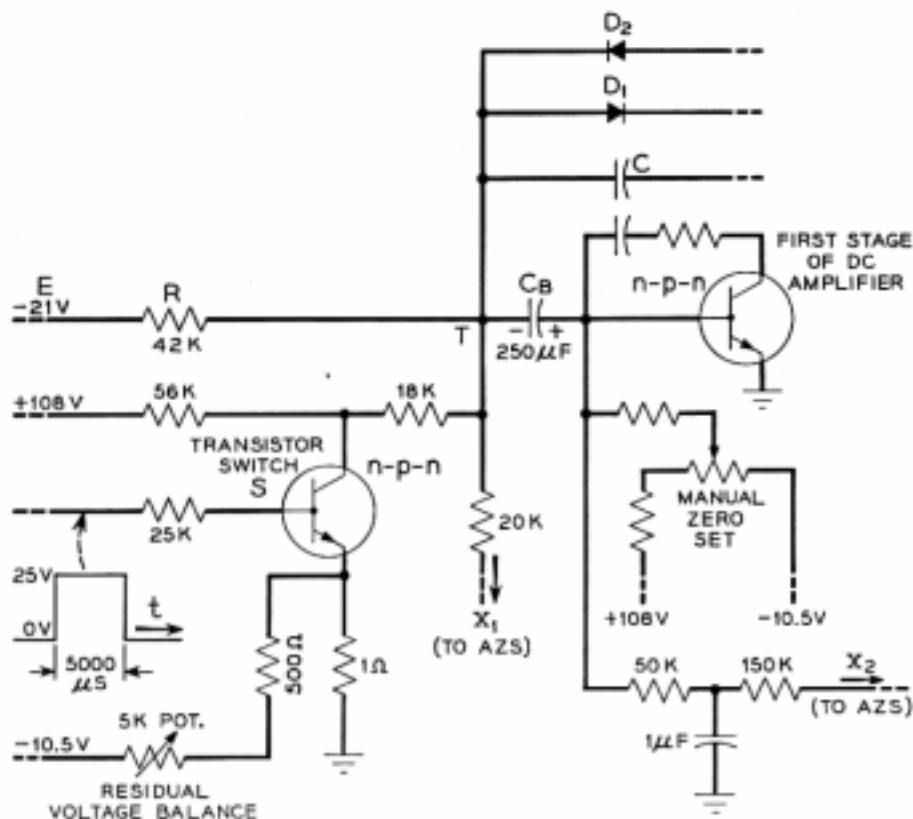 D2
D1
C
FIRST STAGE
OF DC
AMPLIFIER
n-p-n
E
-21V
R
42K
CB
- +
250µF
T
+108V
56K
18K
TRANSISTOR
SWITCH
S
n-p-n
25K
20K
MANUAL
ZERO
SET
25V
0V
t
5000
µS
X1
(TO AZS)
+108V
-10.5V
500Ω
1Ω
50K
150K
X2
(TO AZS)
1µF
5K POT.
-10.5V
RESIDUAL
VOLTAGE BALANCE